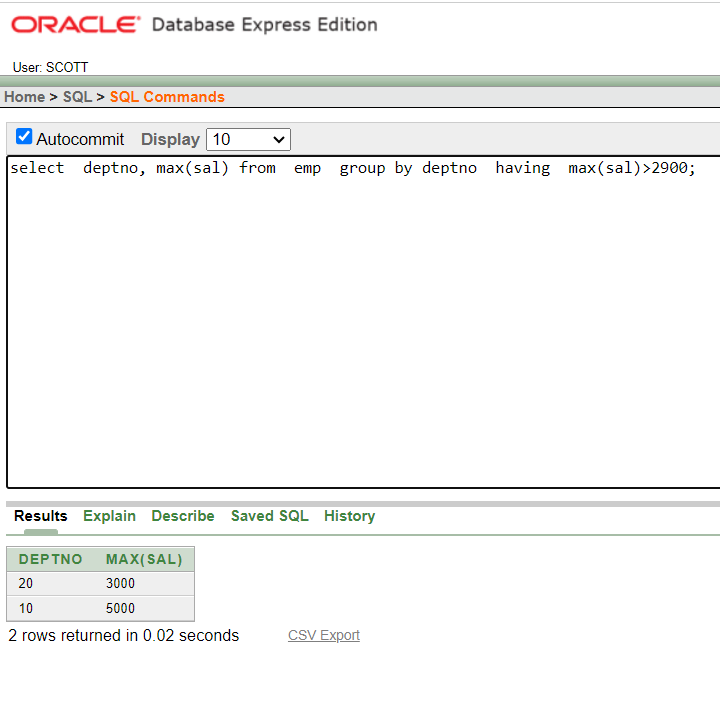 ORACLE® Database Express Edition
User: SCOTT
Home > SQL > SQL Commands
Autocommit Display 10
select  deptno, max(sal) from  emp  group by deptno  having  max(sal)>2900;
Results Explain Describe Saved SQL History
DEPTNO MAX(SAL)
20 3000
10 5000
2 rows returned in 0.02 seconds CSV Export